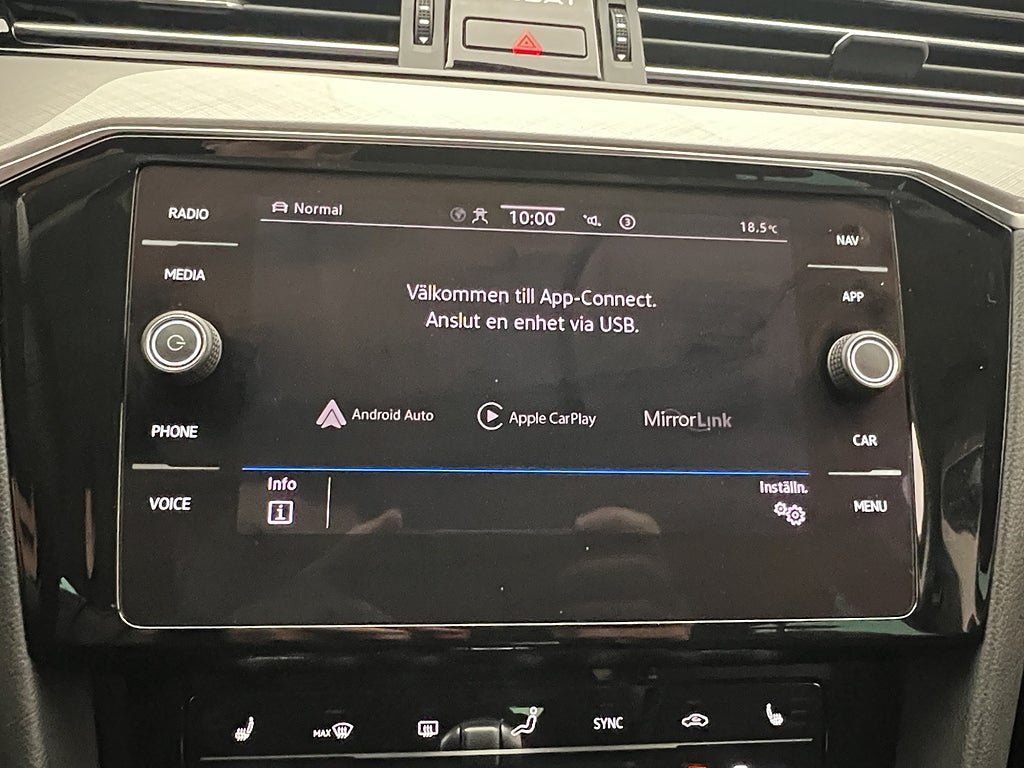 RADIO
MEDIA
PHONE
VOICE
Normal
10:00
3
18.5°C
Välkommen till App-Connect.
Anslut en enhet via USB.
Android Auto
Apple CarPlay
MirrorLink
Info
i
Inställn.
NAV
APP
CAR
MENU
MAX
SYNC